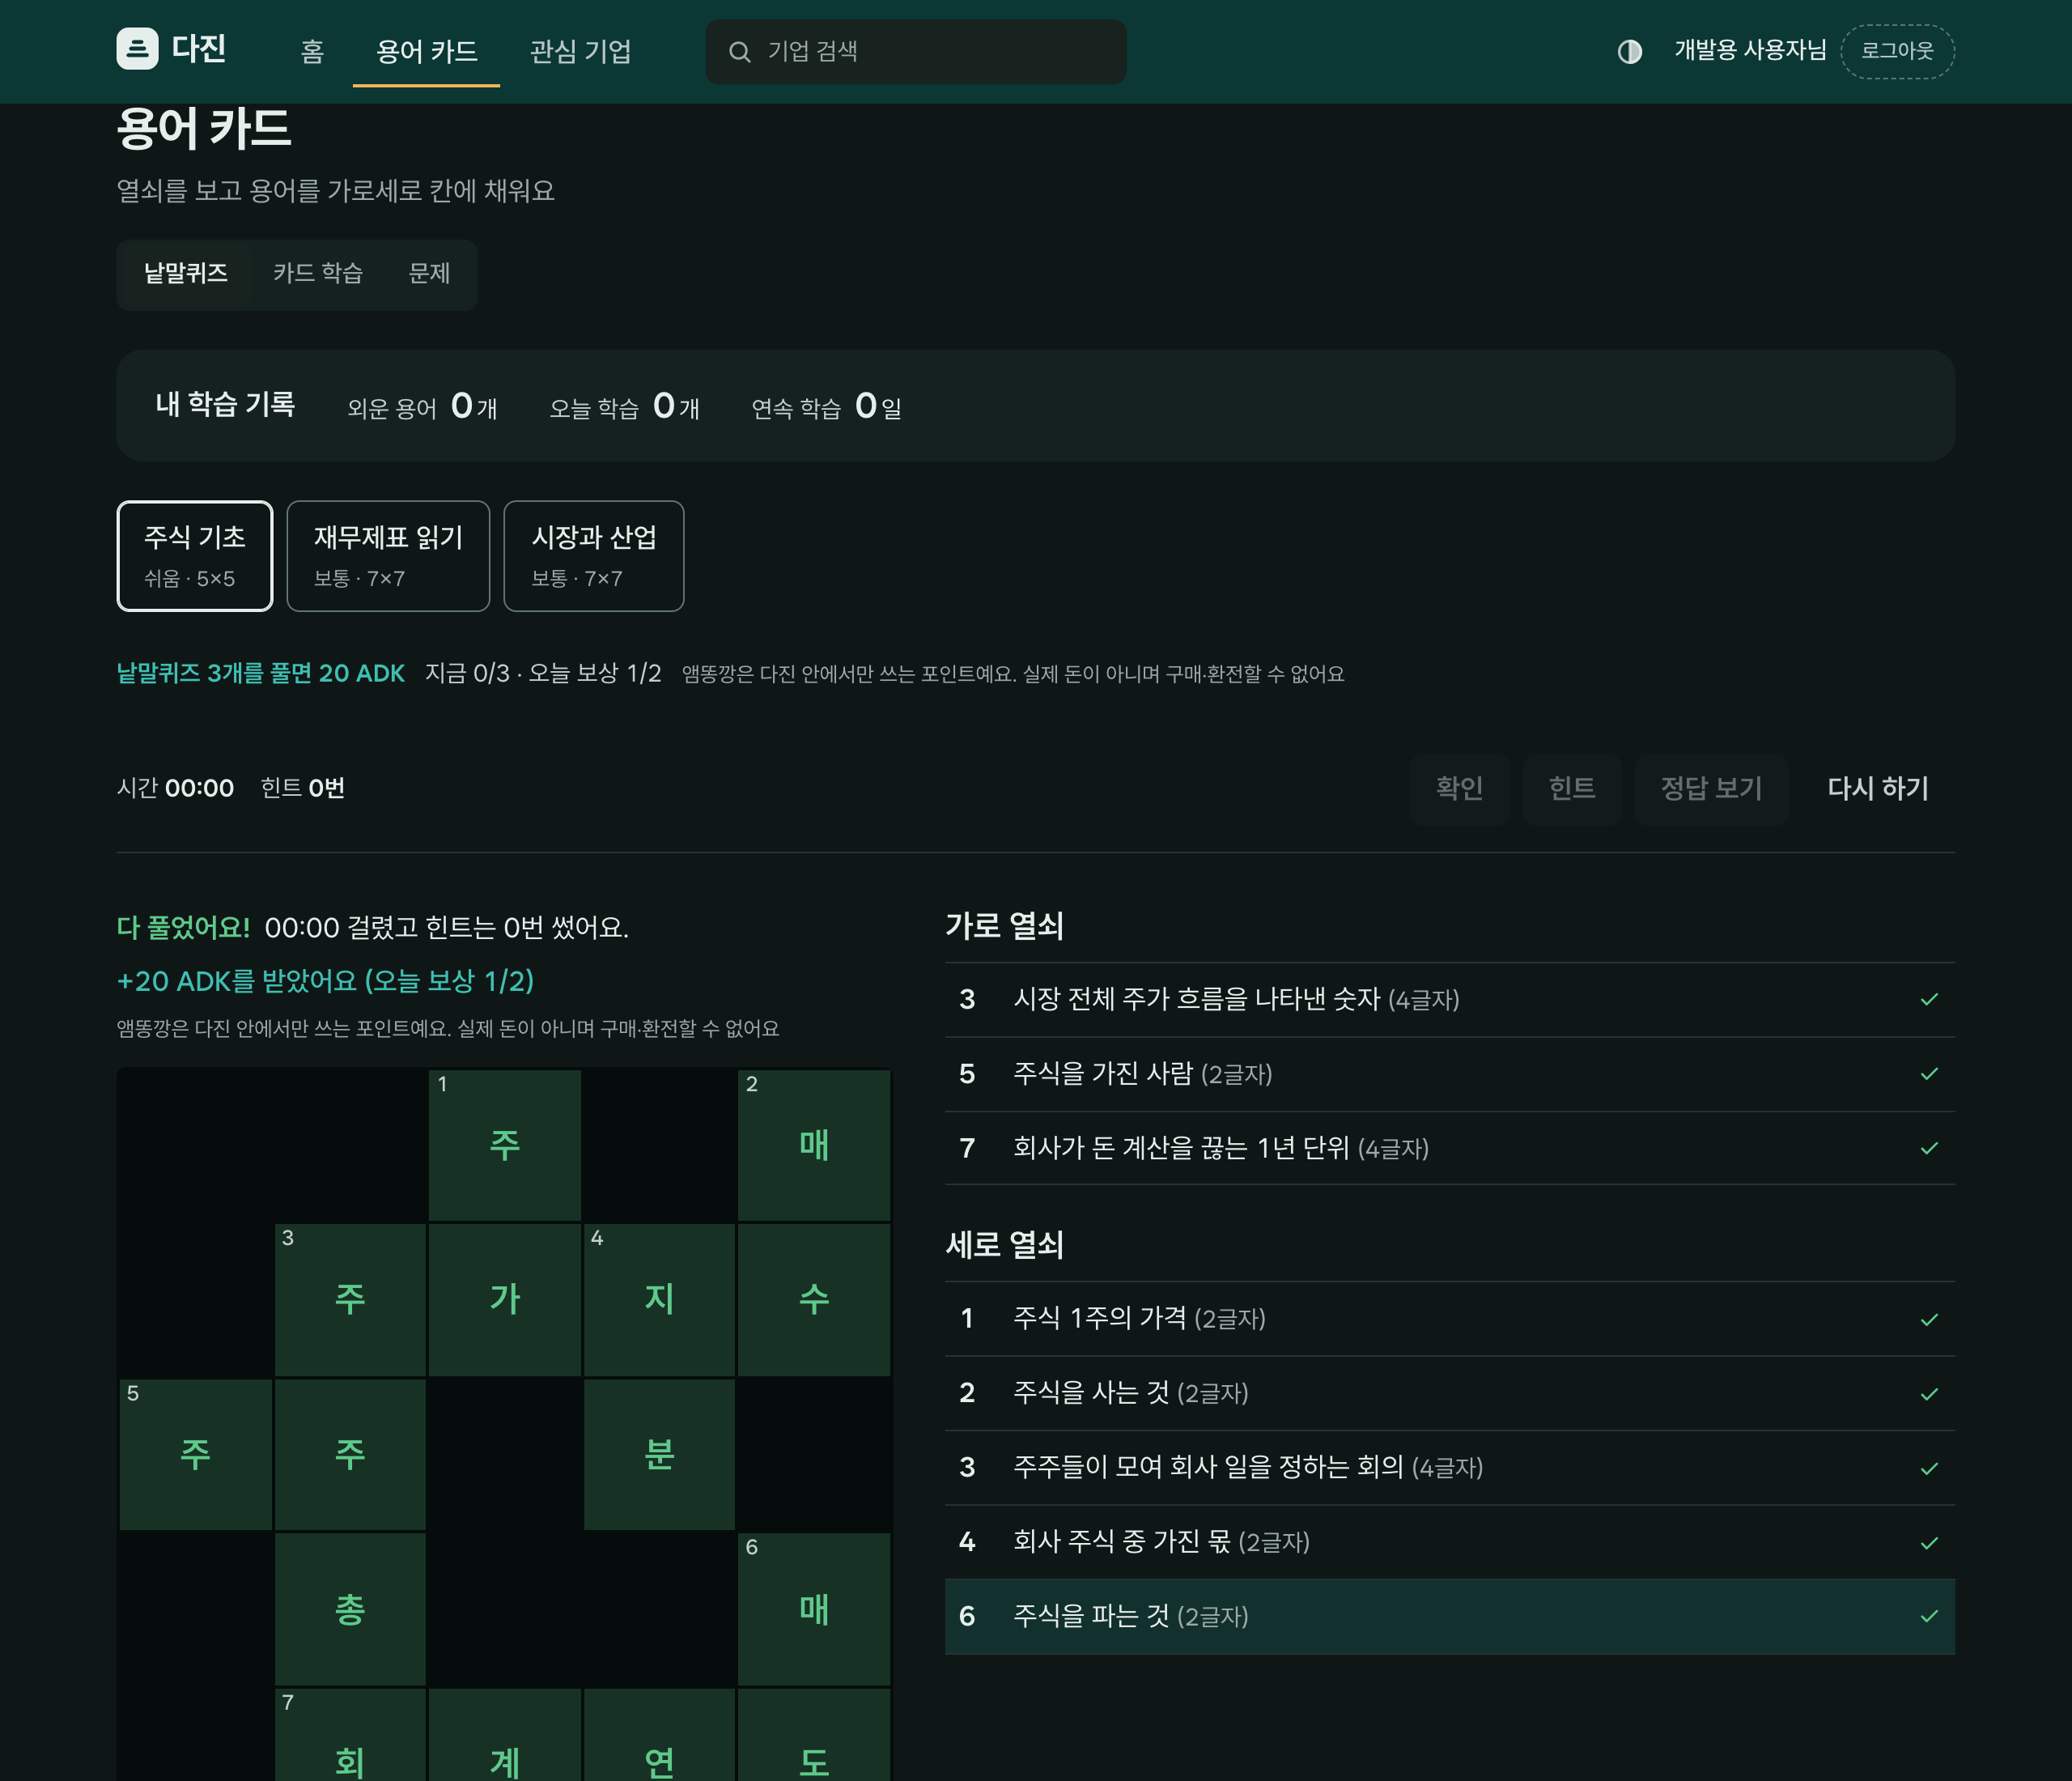 다진 홈 용어 카드 관심 기업 기업 검색 개발용 사용자님 로그아웃
용어 카드
열쇠를 보고 용어를 가로세로 칸에 채워요
낱말퀴즈 카드 학습 문제
내 학습 기록 외운 용어 0개 오늘 학습 0개 연속 학습 0일
주식 기초 재무제표 읽기 시장과 산업
쉬움 · 5×5 보통 · 7×7 보통 · 7×7
낱말퀴즈 3개를 풀면 20 ADK 지금 0/3 · 오늘 보상 1/2 앰똥깡은 다진 안에서만 쓰는 포인트예요. 실제 돈이 아니며 구매·환전할 수 없어요
시간 00:00 힌트 0번 확인 힌트 정답 보기 다시 하기
다 풀었어요! 00:00 걸렸고 힌트는 0번 썼어요.
+20 ADK를 받았어요 (오늘 보상 1/2)
앰똥깡은 다진 안에서만 쓰는 포인트예요. 실제 돈이 아니며 구매·환전할 수 없어요
1 주 2 매
3 주 가 4 지 수
5 주 주 분
총 6 매
7 회 계 연 도
가로 열쇠
3 시장 전체 주가 흐름을 나타낸 숫자 (4글자)
5 주식을 가진 사람 (2글자)
7 회사가 돈 계산을 끊는 1년 단위 (4글자)
세로 열쇠
1 주식 1주의 가격 (2글자)
2 주식을 사는 것 (2글자)
3 주주들이 모여 회사 일을 정하는 회의 (4글자)
4 회사 주식 중 가진 몫 (2글자)
6 주식을 파는 것 (2글자)